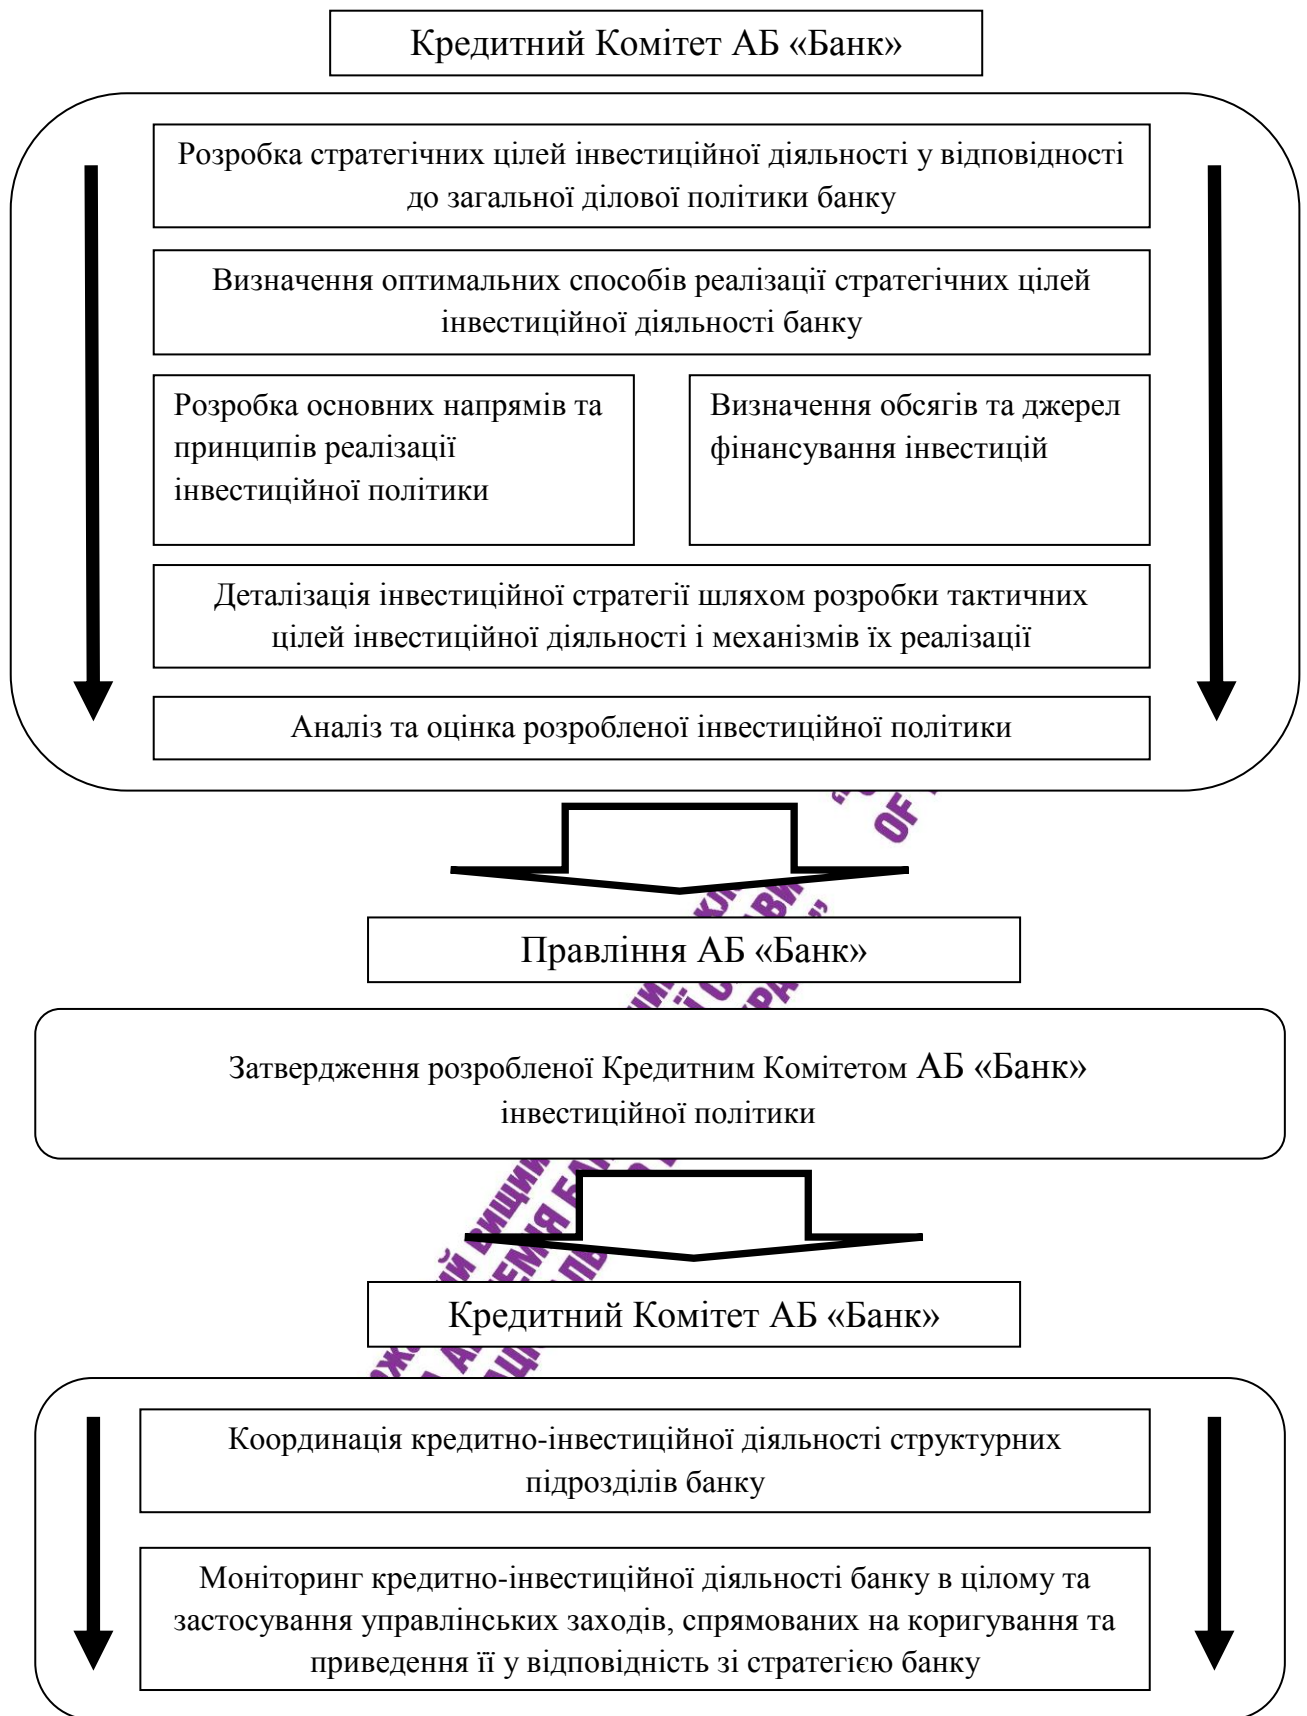 Кредитний Комітет АБ «Банк»
Розробка стратегічних цілей інвестиційної діяльності у відповідності
до загальної ділової політики банку
Визначення оптимальних способів реалізації стратегічних цілей
інвестиційної діяльності банку
Розробка основних напрямів та
принципів реалізації
інвестиційної політики
Визначення обсягів та джерел
фінансування інвестицій
Деталізація інвестиційної стратегії шляхом розробки тактичних
цілей інвестиційної діяльності і механізмів їх реалізації
Аналіз та оцінка розробленої інвестиційної політики
OF
Правління АБ «Банк»
Затвердження розробленої Кредитним Комітетом АБ «Банк»
інвестиційної політики
ВИЩИЙ
Кредитний Комітет АБ «Банк»
Координація кредитно-інвестиційної діяльності структурних
підрозділів банку
Моніторинг кредитно-інвестиційної діяльності банку в цілому та
застосування управлінських заходів, спрямованих на коригування та
приведення її у відповідність зі стратегією банку